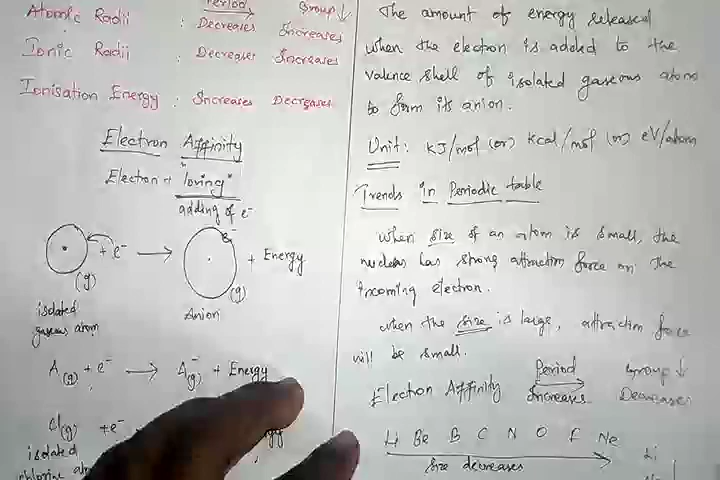 Period Group ↓
Atomic Radii : Decreases Increases
Ionic Radii : Decreases Increases
Ionisation Energy : Increases Decreases
Electron Affinity
Electron + "loving"
adding of e⁻
+ e⁻ → e⁻ + Energy
(g) (g)
isolated
gaseous atom
Anion
A(g) + e⁻ → A⁻(g) + Energy
Cl(g) + e⁻
isolated
chlorine
The amount of energy released
when the electron is added to the
valence shell of isolated gaseous atom
to form its anion.
Unit: KJ/mol (or) Kcal/mol (or) eV/atom
Trends in Periodic table
When size of an atom is small, the
nucleus has strong attraction force on the
incoming electron.
when the size is large, attraction force
will be small.
Period Group ↓
Electron Affinity Increases Decreases
Li Be B C N O F Ne
size decreases
Li